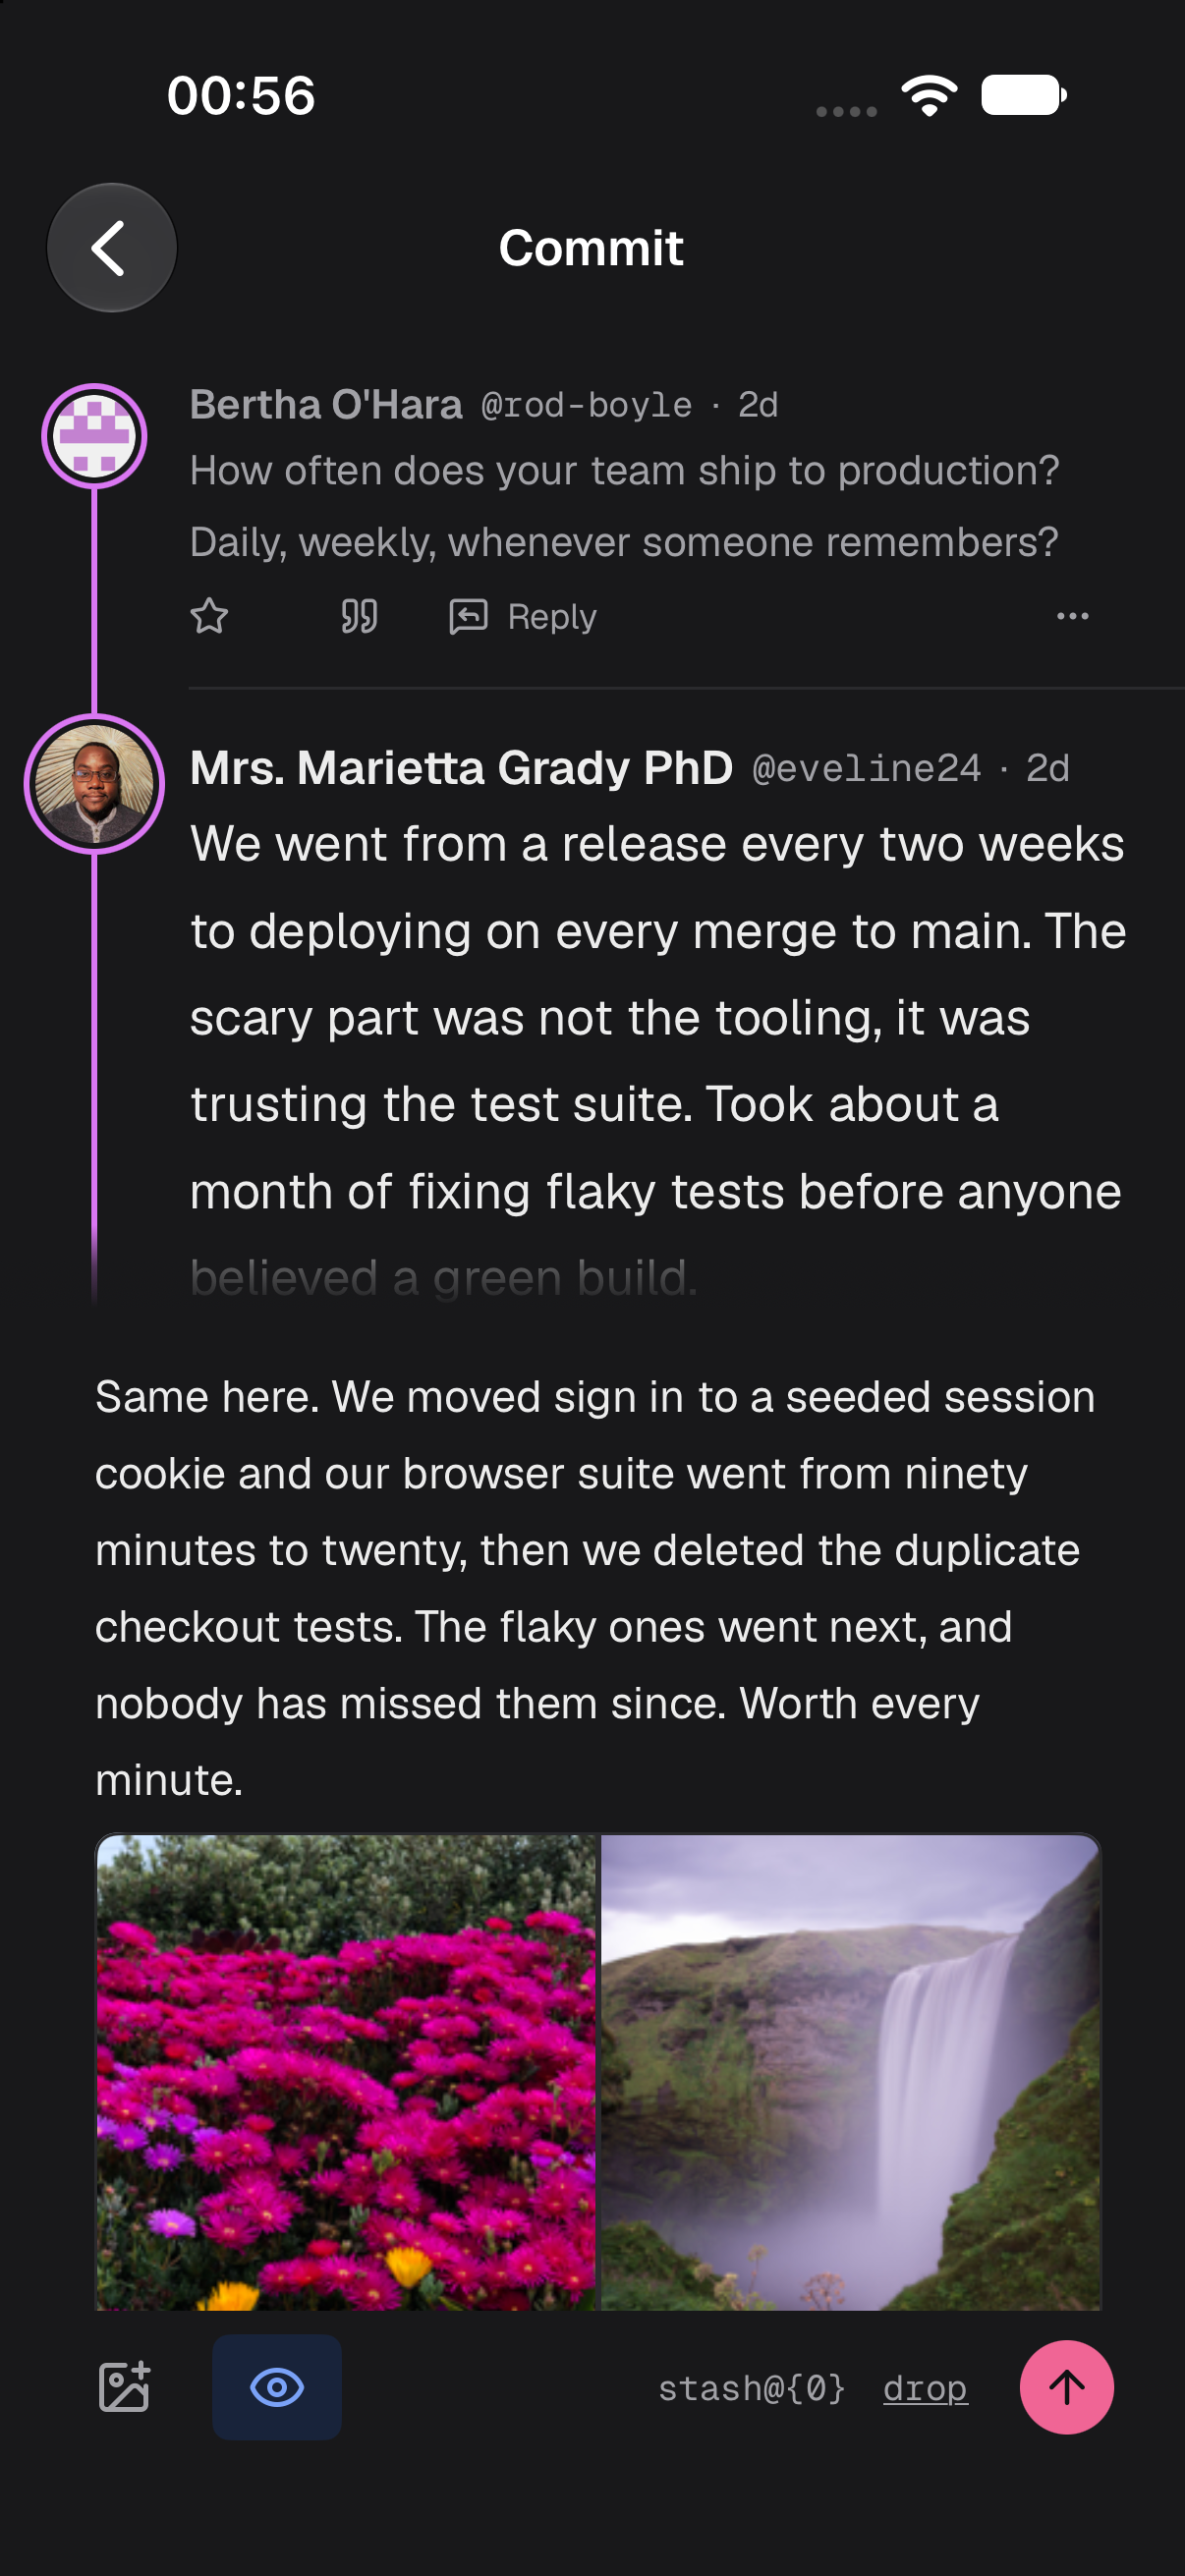 00:56
Commit
Bertha O'Hara @rod-boyle · 2d
How often does your team ship to production?
Daily, weekly, whenever someone remembers?
Reply
Mrs. Marietta Grady PhD @eveline24 · 2d
We went from a release every two weeks
to deploying on every merge to main. The
scary part was not the tooling, it was
trusting the test suite. Took about a
month of fixing flaky tests before anyone
believed a green build.
Same here. We moved sign in to a seeded session
cookie and our browser suite went from ninety
minutes to twenty, then we deleted the duplicate
checkout tests. The flaky ones went next, and
nobody has missed them since. Worth every
minute.
stash@{0} drop